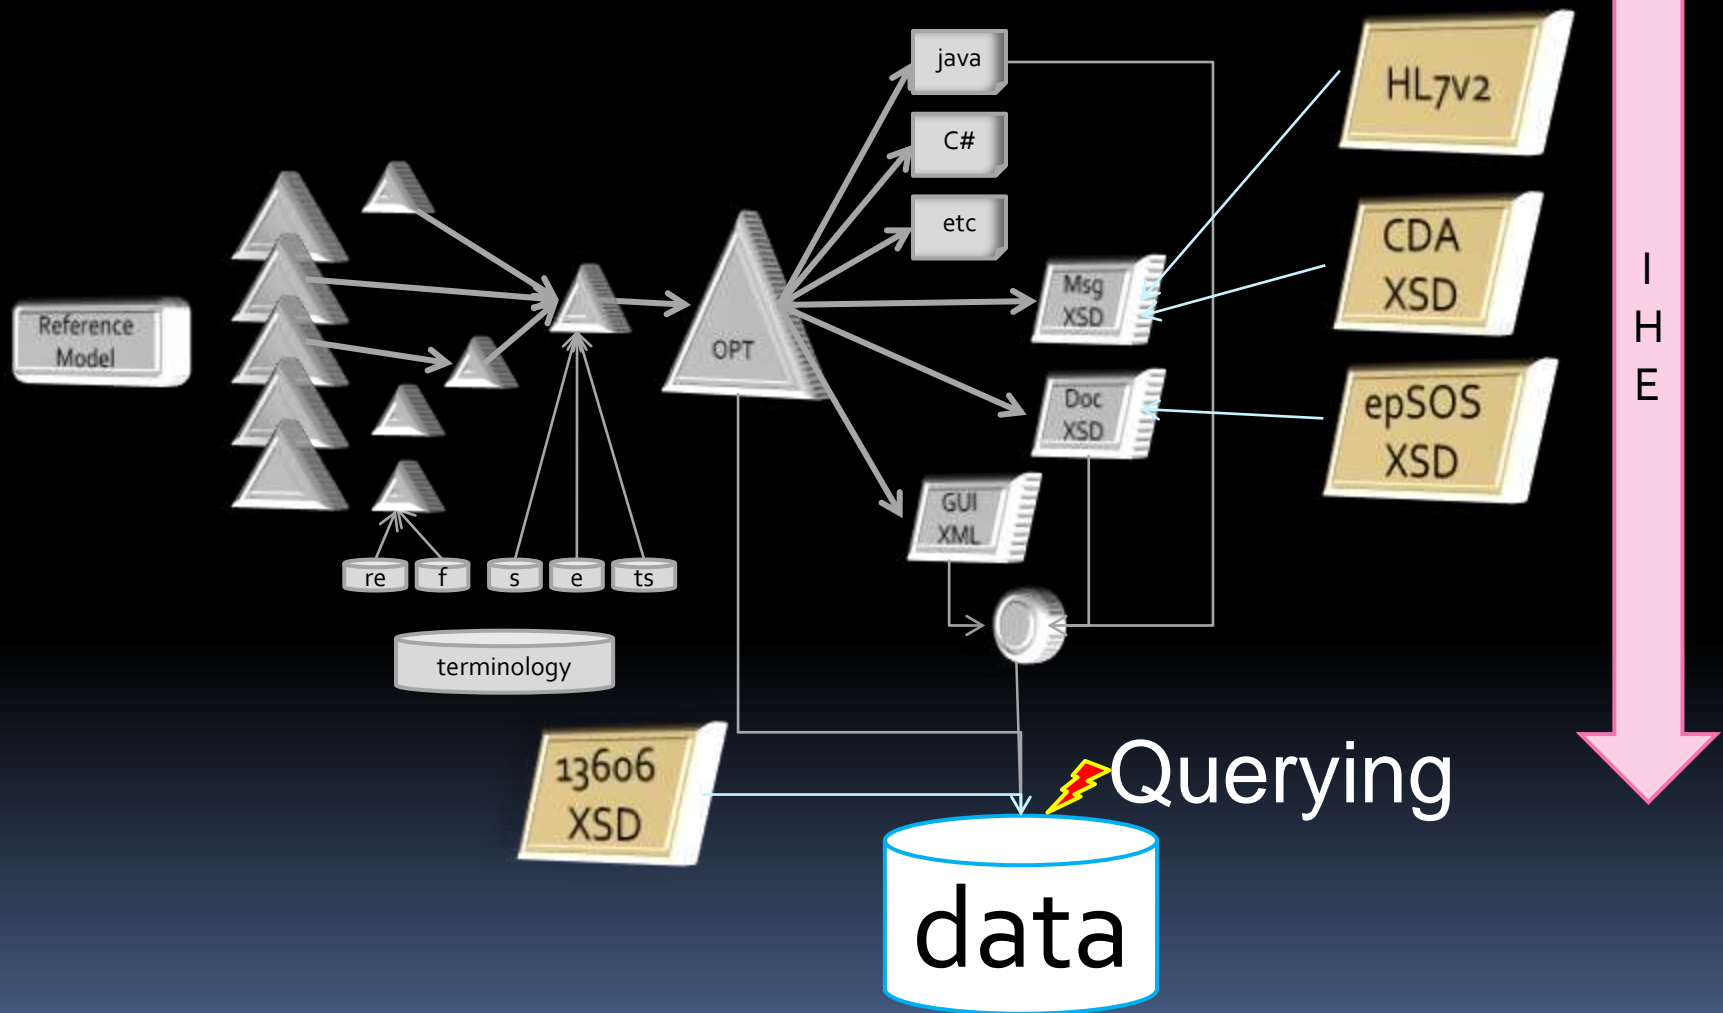 java
C#
etc
HL7v2
CDA
XSD
epSOS
XSD
I
H
E
Reference
Model
OPT
Msg
XSD
Doc
XSD
GUI
XML
re
f
s
e
ts
terminology
13606
XSD
Querying
data